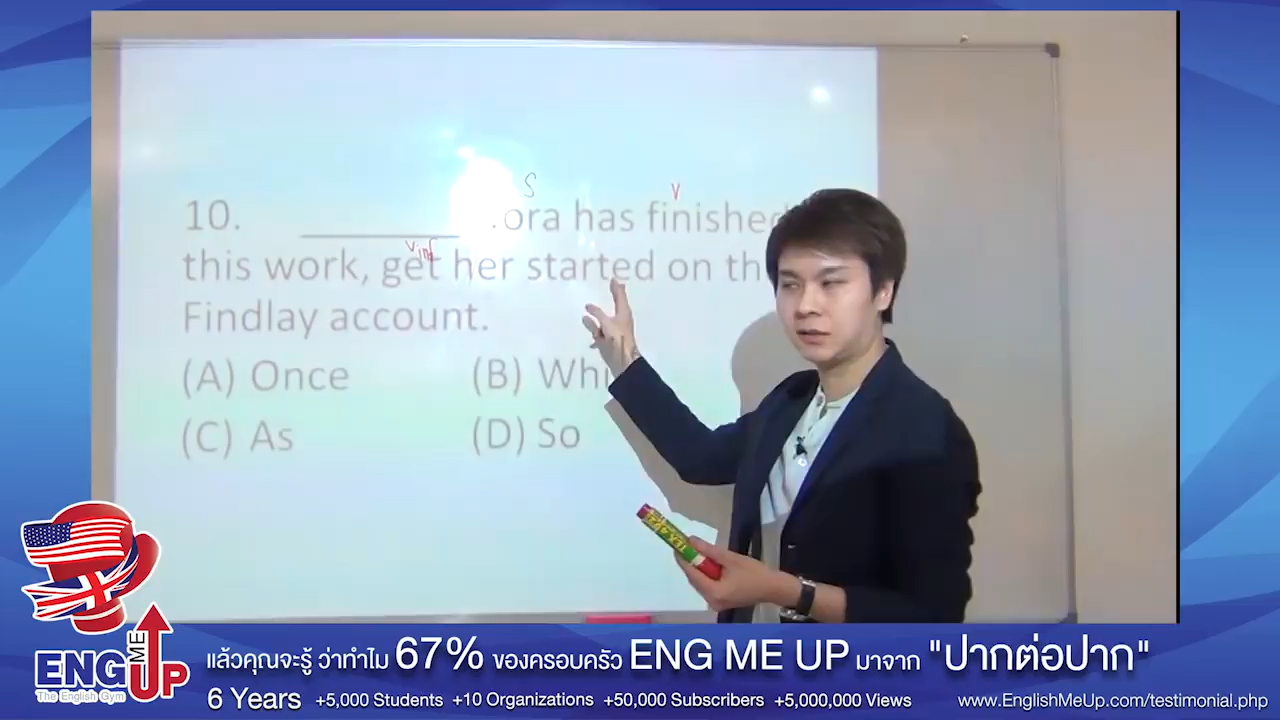 S V
10. ________ .ora has finished
V inf
this work, get her started on th
Findlay account.
(A) Once (B) Whi
(C) As (D) So
ENG ME UP
The English Gym
แล้วคุณจะรู้ ว่าทำไม 67% ของครอบครัว ENG ME UP มาจาก "ปากต่อปาก"
6 Years +5,000 Students +10 Organizations +50,000 Subscribers +5,000,000 Views www.EnglishMeUp.com/testimonial.php